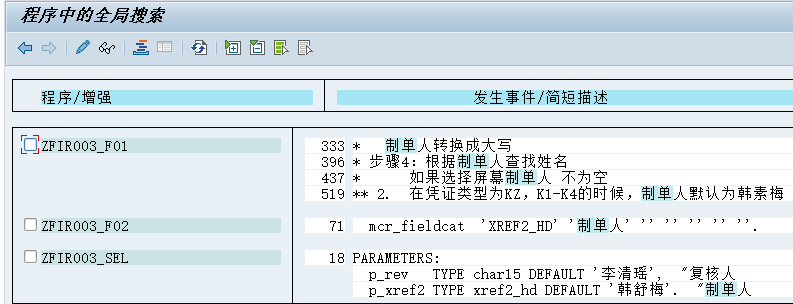 程序中的全局搜索
程序/增强 发生事件/简短描述
ZFIR003_F01 333 * 制单人转换成大写
396 * 步骤4：根据制单人查找姓名
437 * 如果选择屏幕制单人 不为空
519 ** 2. 在凭证类型为KZ，K1-K4的时候，制单人默认为韩素梅
ZFIR003_F02 71 mcr_fieldcat 'XREF2_HD' '制单人' '' '' '' '' ''.
ZFIR003_SEL 18 PARAMETERS:
p_rev TYPE char15 DEFAULT '李清瑶', "复核人
p_xref2 TYPE xref2_hd DEFAULT '韩舒梅'. "制单人